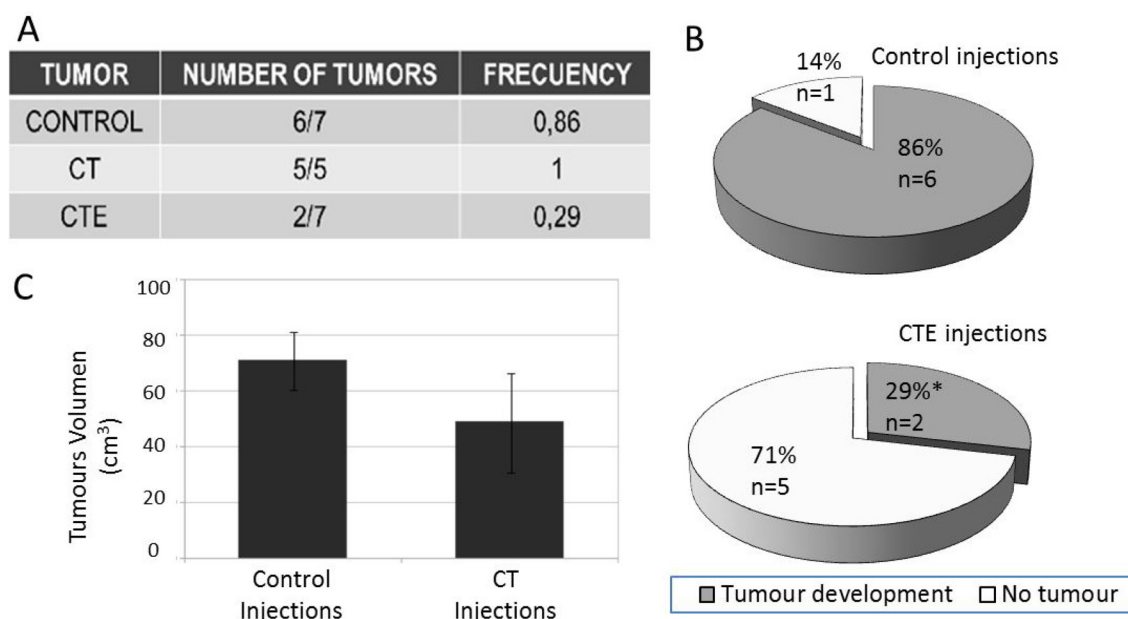 A
TUMOR NUMBER OF TUMORS FRECUENCY
CONTROL 6/7 0,86
CT 5/5 1
CTE 2/7 0,29
B
Control injections
14%
n=1
86%
n=6
CTE injections
29%*
n=2
71%
n=5
Tumour development No tumour
C
Tumours Volumen
(cm³)
100
80
60
40
20
0
Control
Injections
CT
Injections